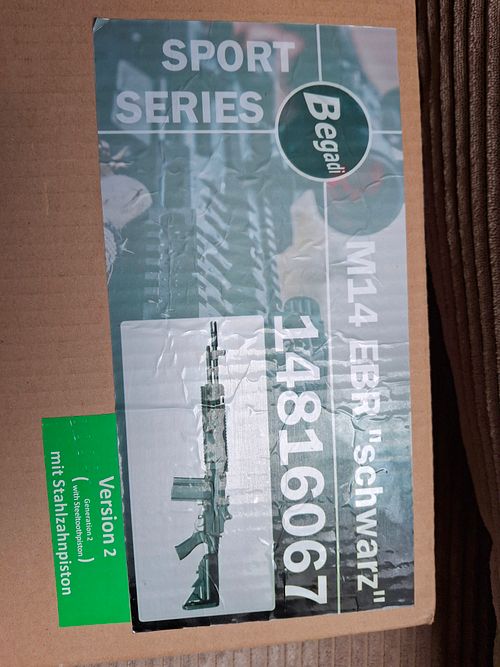 SPORT
SERIES
Begadi
M14 EBR "schwarz"
14816067
Version 2
( Generation 2
with Steeltoothpiston )
mit Stahlzahnpiston